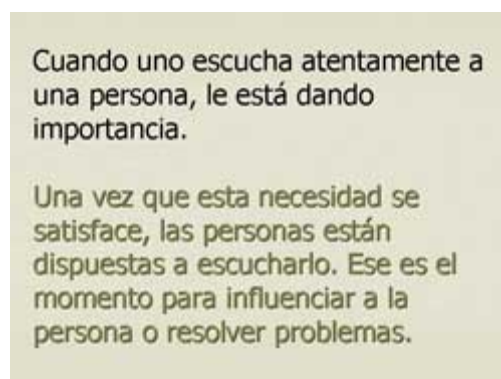 Cuando uno escucha atentamente a
una persona, le está dando
importancia.
Una vez que esta necesidad se
satisface, las personas están
dispuestas a escucharlo. Ese es el
momento para influenciar a la
persona o resolver problemas.